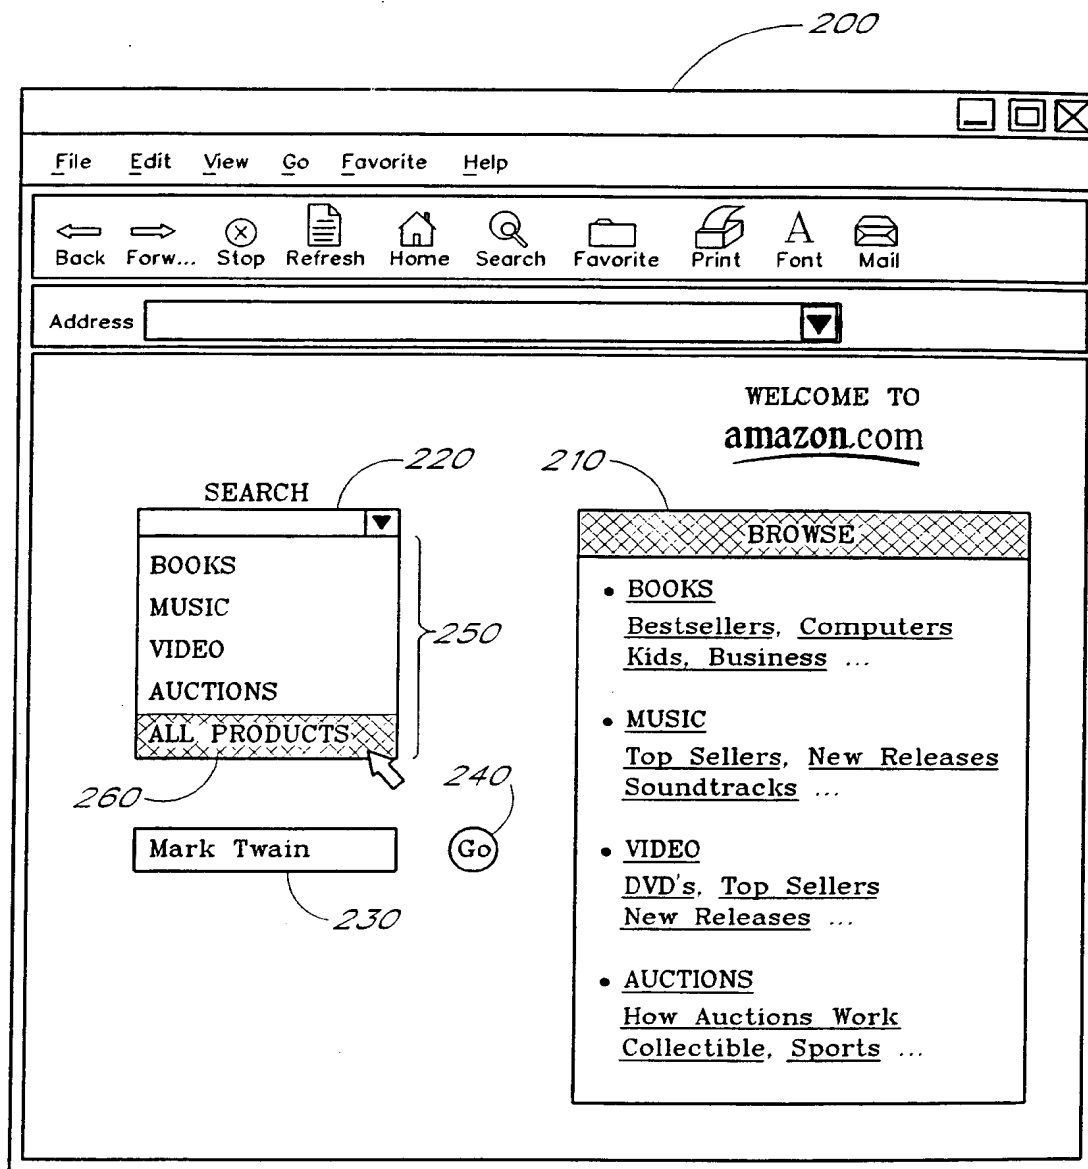 200
File Edit View Go Favorite Help
Back Forw... Stop Refresh Home Search Favorite Print Font Mail
Address
WELCOME TO
amazon.com
220
210
SEARCH
BROWSE
BOOKS
MUSIC
VIDEO
AUCTIONS
ALL PRODUCTS
250
260
240
Mark Twain
Go
230
• BOOKS
Bestsellers, Computers
Kids, Business ...
• MUSIC
Top Sellers, New Releases
Soundtracks ...
• VIDEO
DVD's, Top Sellers
New Releases ...
• AUCTIONS
How Auctions Work
Collectible, Sports ...